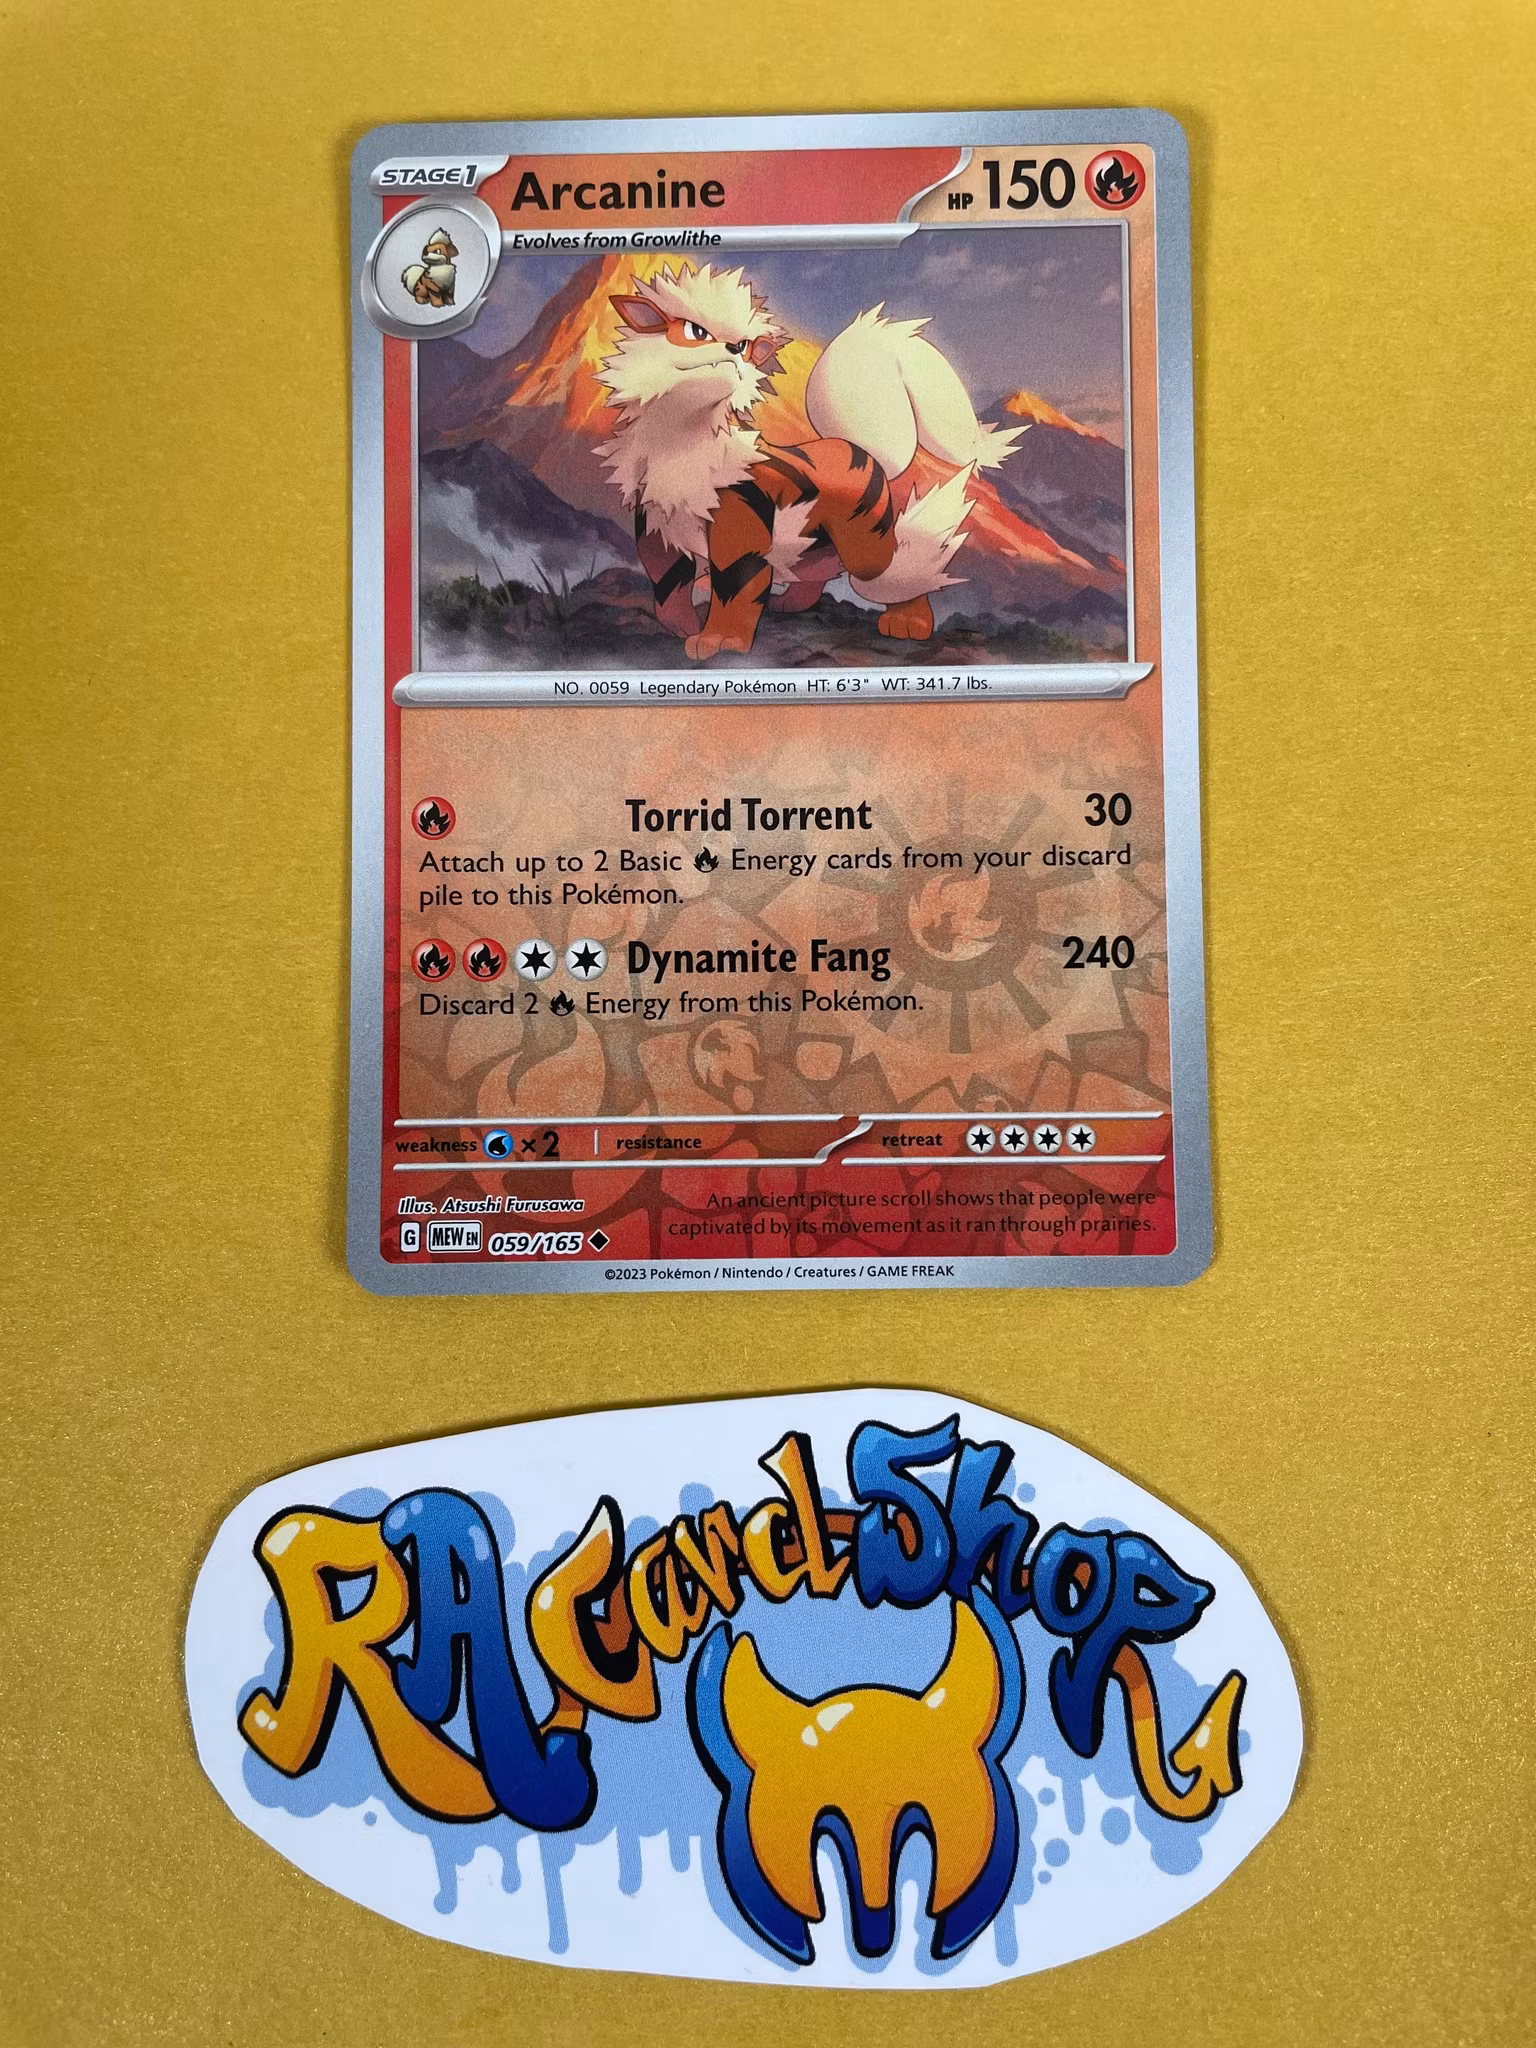 STAGE1
Arcanine
HP 150
Evolves from Growlithe
NO. 0059 Legendary Pokémon HT: 6'3" WT: 341.7 lbs.
Torrid Torrent 30
Attach up to 2 Basic Energy cards from your discard
pile to this Pokémon.
Dynamite Fang 240
Discard 2 Energy from this Pokémon.
weakness ×2 resistance retreat
Illus. Atsushi Furusawa
An ancient picture scroll shows that people were
captivated by its movement as it ran through prairies.
G MEW EN 059/165
©2023 Pokémon / Nintendo / Creatures / GAME FREAK
RA Card Shop